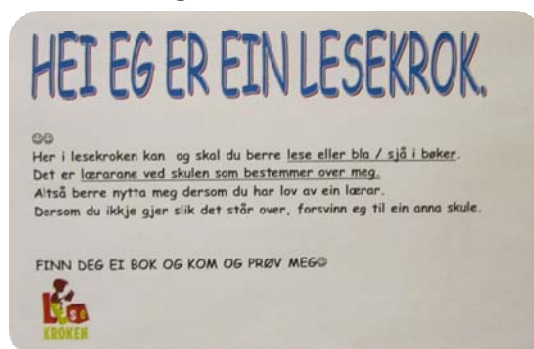 HEI EG ER EIN LESEKROK.
☺☺
Her i lesekroken kan og skal du berre lese eller bla / sjå i bøker.
Det er lærarane ved skulen som bestemmer over meg.
Altså berre nytta meg dersom du har lov av ein lærar.
Dersom du ikkje gjer slik det står over, forsvinn eg til ein anna skule.
FINN DEG EI BOK OG KOM OG PRØV MEG☺
Lese
KROKEN